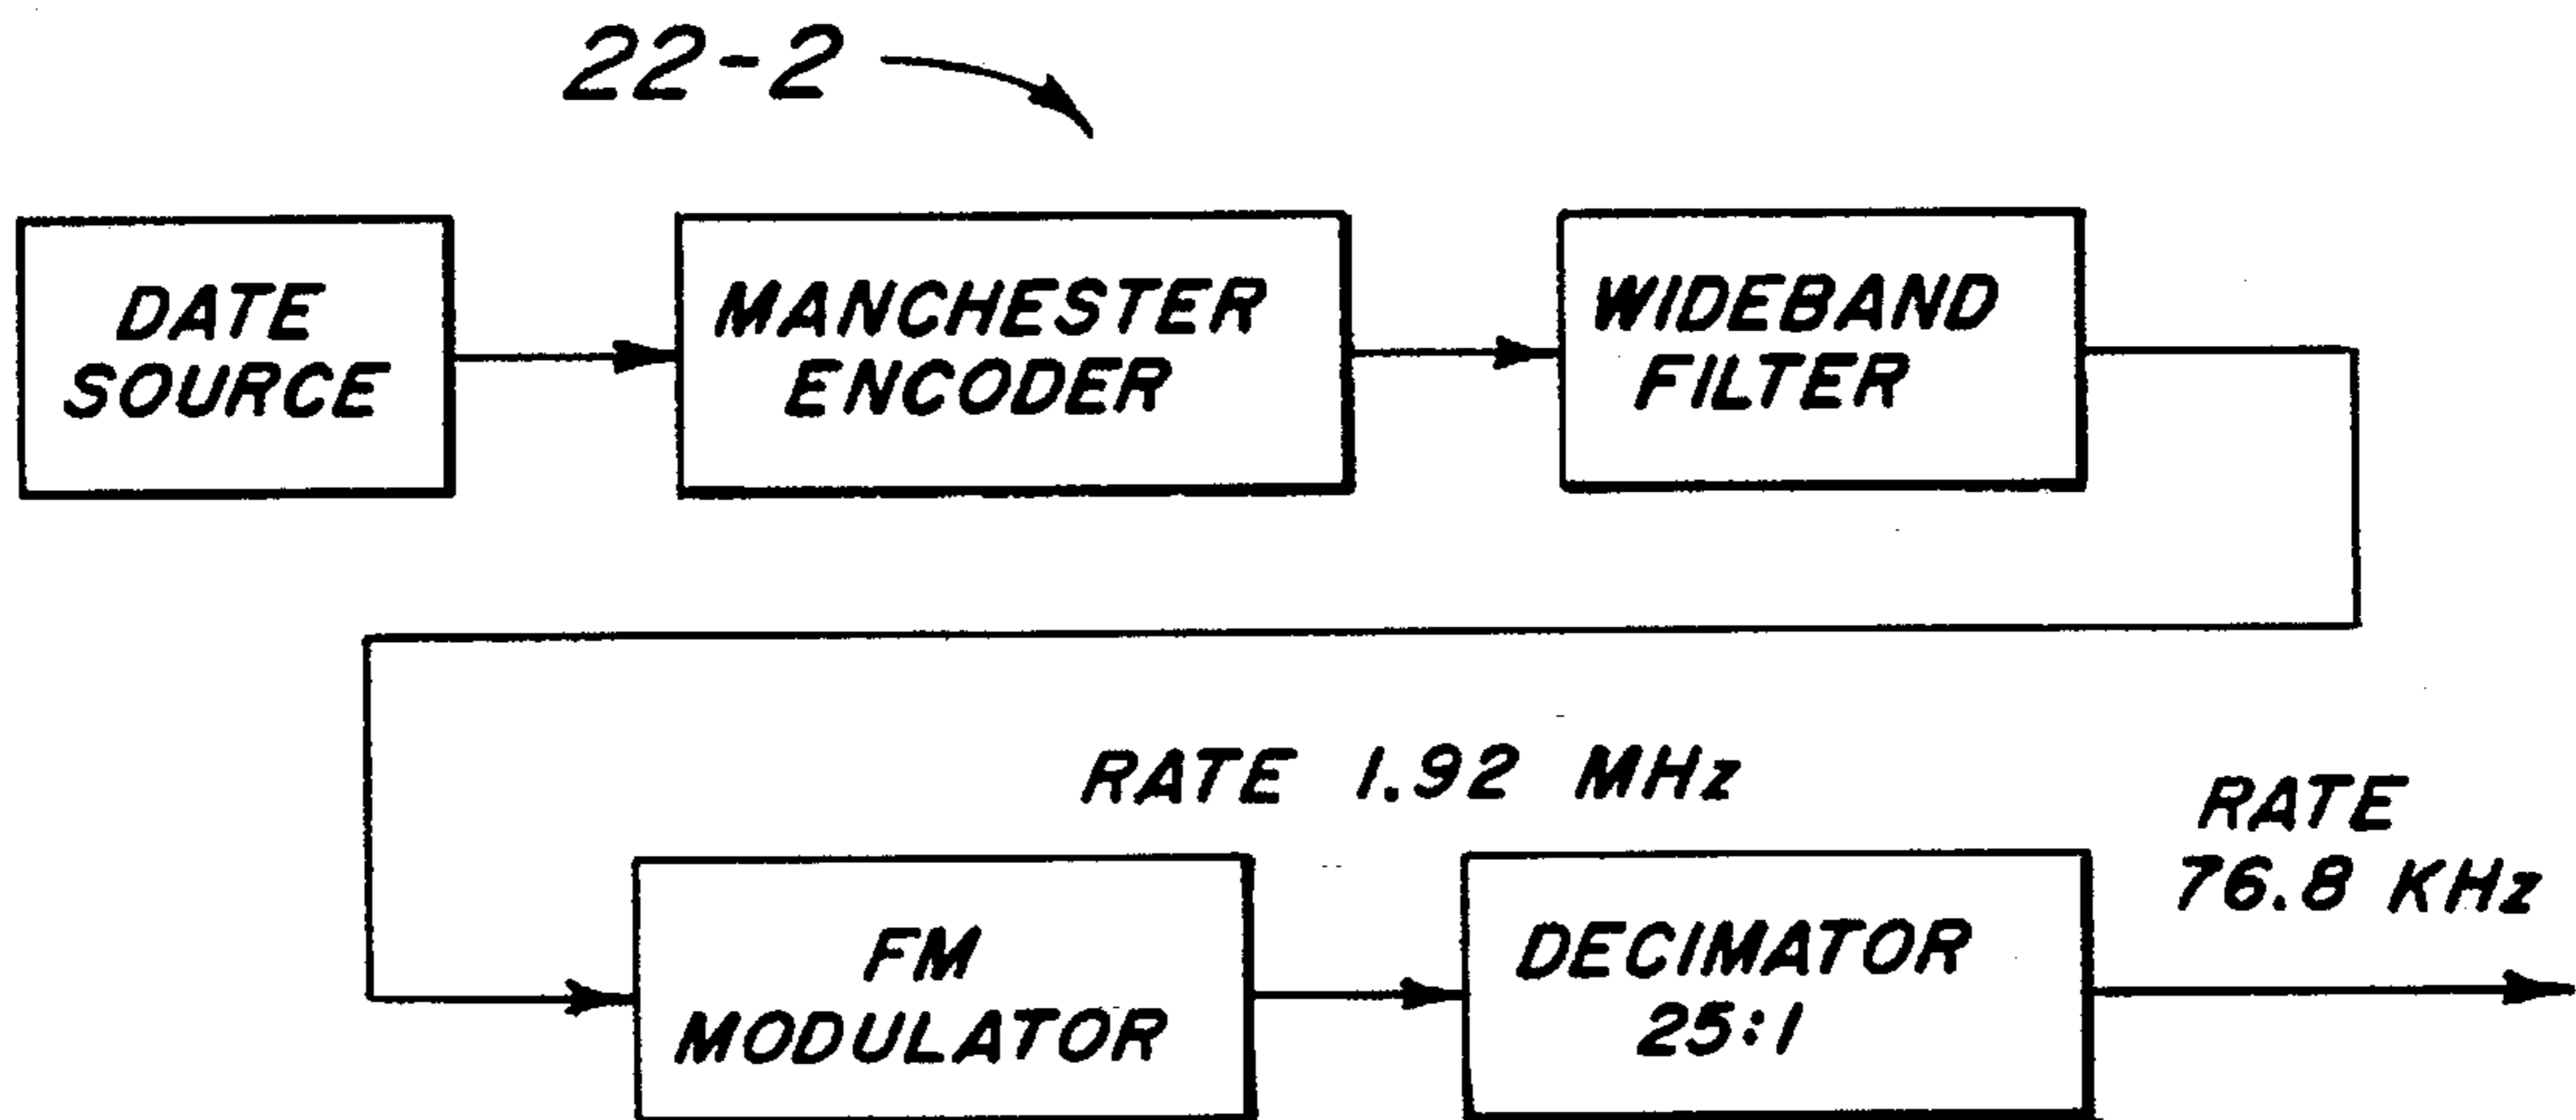 22-2
DATE
SOURCE
MANCHESTER
ENCODER
WIDEBAND
FILTER
RATE 1.92 MHz
RATE
76.8 KHz
FM
MODULATOR
DECIMATOR
25:1